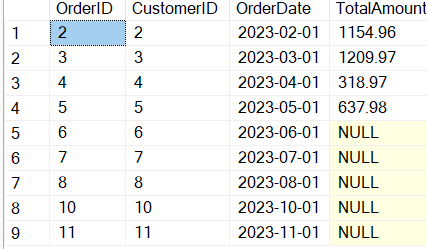 OrderID CustomerID OrderDate TotalAmount
1 2 2 2023-02-01 1154.96
2 3 3 2023-03-01 1209.97
3 4 4 2023-04-01 318.97
4 5 5 2023-05-01 637.98
5 6 6 2023-06-01 NULL
6 7 7 2023-07-01 NULL
7 8 8 2023-08-01 NULL
8 10 10 2023-10-01 NULL
9 11 11 2023-11-01 NULL